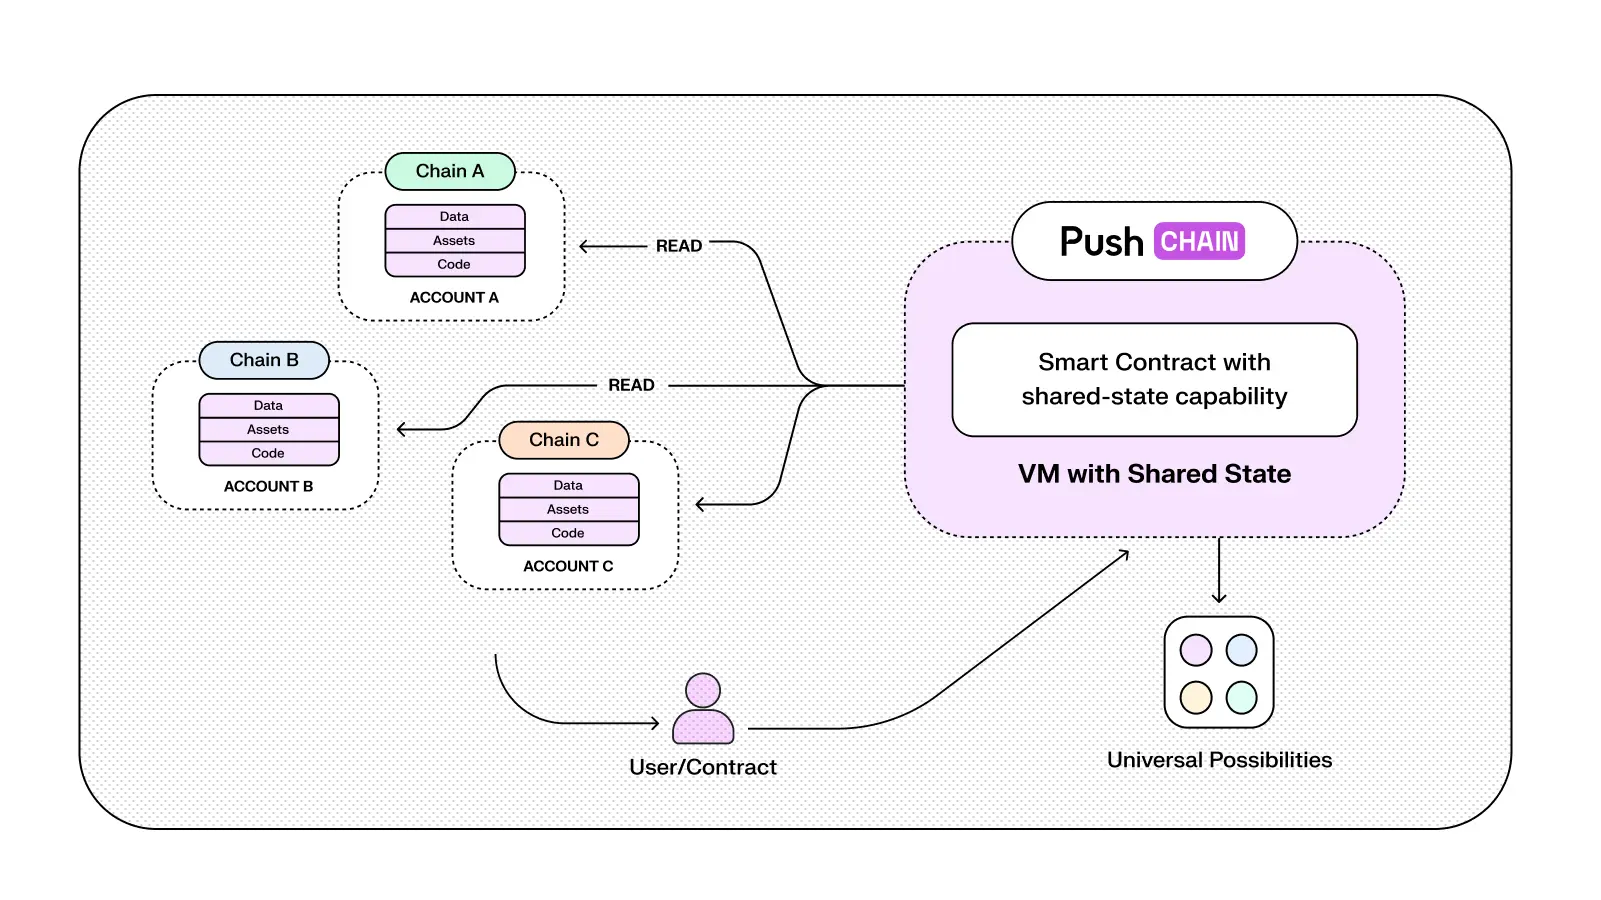 Chain A
Data
Assets
Code
ACCOUNT A
READ
Chain B
Data
Assets
Code
ACCOUNT B
READ
Chain C
Data
Assets
Code
ACCOUNT C
Push CHAIN
Smart Contract with
shared-state capability
VM with Shared State
User/Contract
Universal Possibilities